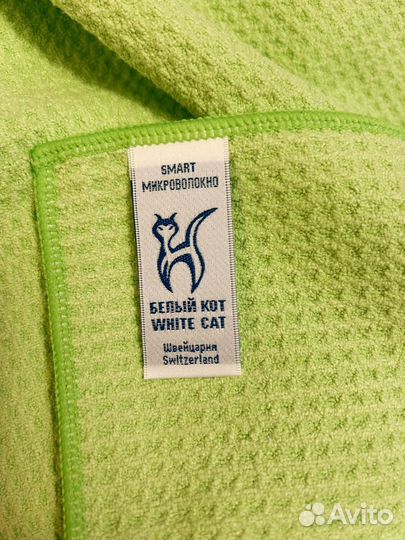 SMART
МИКРОВОЛОКНО
БЕЛЫЙ КОТ
WHITE CAT
Швейцария
Switzerland
Avito